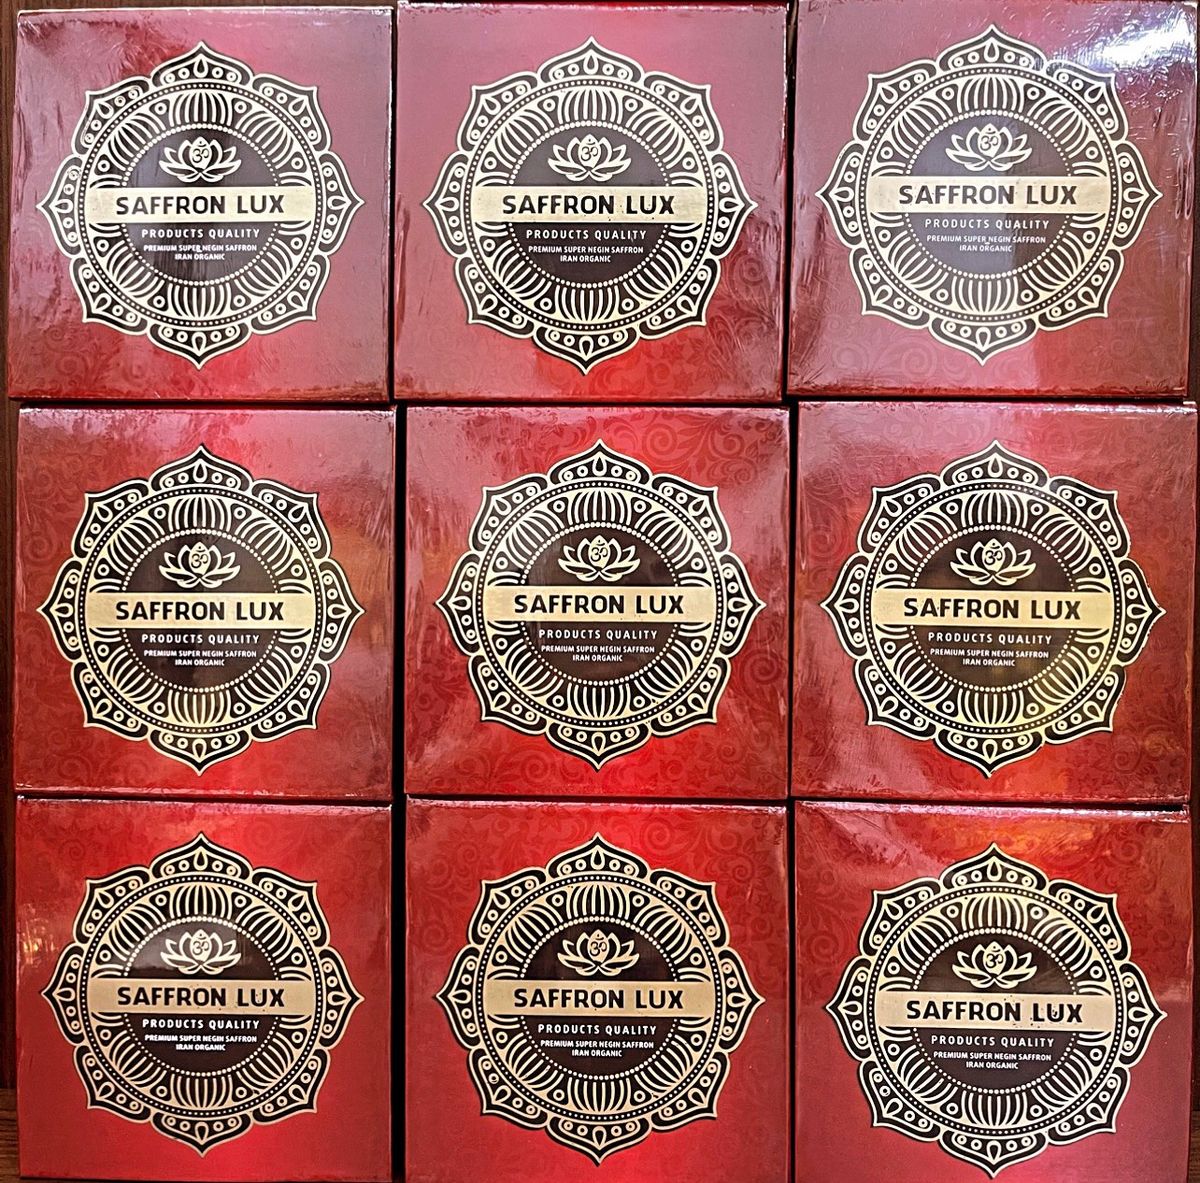 ॐ
SAFFRON LUX
PRODUCTS QUALITY
PREMIUM SUPER NEGIN SAFFRON
IRAN ORGANIC
ॐ
SAFFRON LUX
PRODUCTS QUALITY
PREMIUM SUPER NEGIN SAFFRON
IRAN ORGANIC
ॐ
SAFFRON LUX
PRODUCTS QUALITY
PREMIUM SUPER NEGIN SAFFRON
IRAN ORGANIC
ॐ
SAFFRON LUX
PRODUCTS QUALITY
PREMIUM SUPER NEGIN SAFFRON
IRAN ORGANIC
ॐ
SAFFRON LUX
PRODUCTS QUALITY
PREMIUM SUPER NEGIN SAFFRON
IRAN ORGANIC
ॐ
SAFFRON LUX
PRODUCTS QUALITY
PREMIUM SUPER NEGIN SAFFRON
IRAN ORGANIC
ॐ
SAFFRON LUX
PRODUCTS QUALITY
PREMIUM SUPER NEGIN SAFFRON
IRAN ORGANIC
ॐ
SAFFRON LUX
PRODUCTS QUALITY
PREMIUM SUPER NEGIN SAFFRON
IRAN ORGANIC
ॐ
SAFFRON LUX
PRODUCTS QUALITY
PREMIUM SUPER NEGIN SAFFRON
IRAN ORGANIC